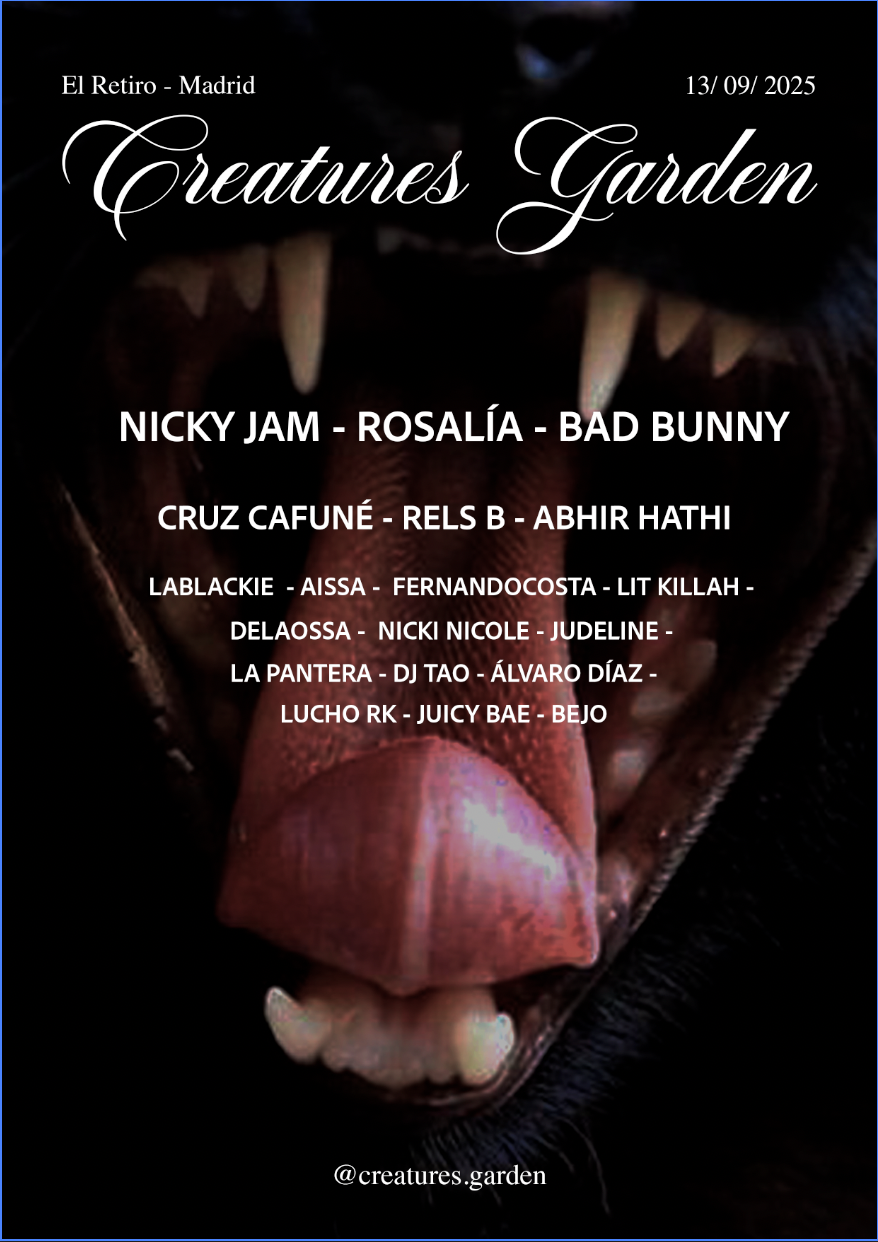 El Retiro - Madrid
13/ 09/ 2025
Creatures Garden
NICKY JAM - ROSALÍA - BAD BUNNY
CRUZ CAFUNÉ - RELS B - ABHIR HATHI
LABLACKIE - AISSA - FERNANDOCOSTA - LIT KILLAH -
DELAOSSA - NICKI NICOLE - JUDELINE -
LA PANTERA - DJ TAO - ÁLVARO DÍAZ -
LUCHO RK - JUICY BAE - BEJO
@creatures.garden